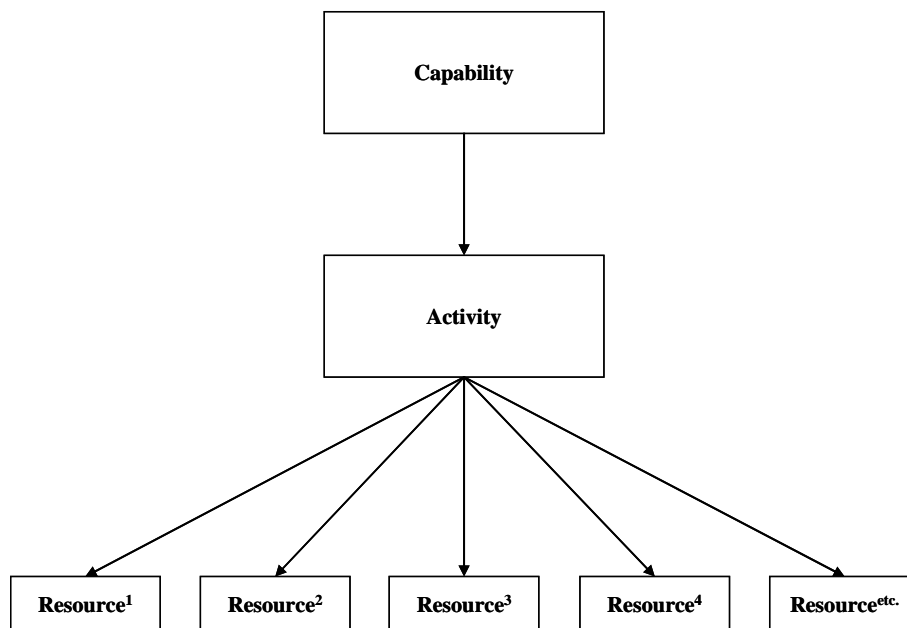 Capability
Activity
Resource¹
Resource²
Resource³
Resource⁴
Resourceᵉᵗᶜ·